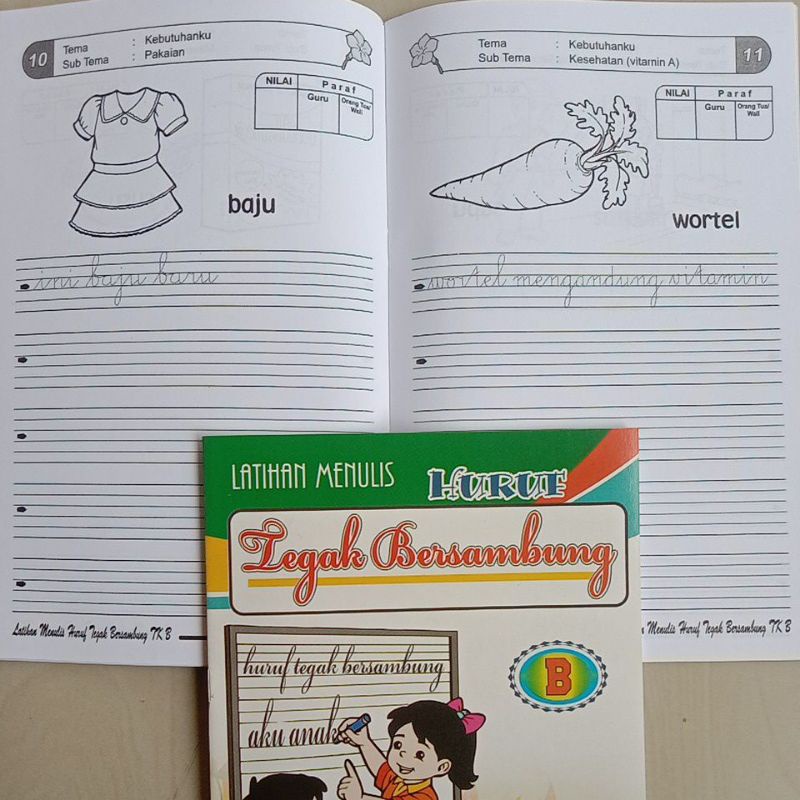 10
Tema : Kebutuhanku
Sub Tema : Pakaian
NILAI
Paraf
Guru
Orang Tua/
Wali
baju
ini baju baru
Latihan Menulis Huruf Tegak Bersambung TK B
Tema : Kebutuhanku
Sub Tema : Kesehatan (vitamin A)
11
NILAI
Paraf
Guru
Orang Tua/
Wali
wortel
wortel mengandung vitamin
Menulis Huruf Tegak Bersambung TK B
LATIHAN MENULIS HURUF
Tegak Bersambung
B
huruf tegak bersambung
aku anak